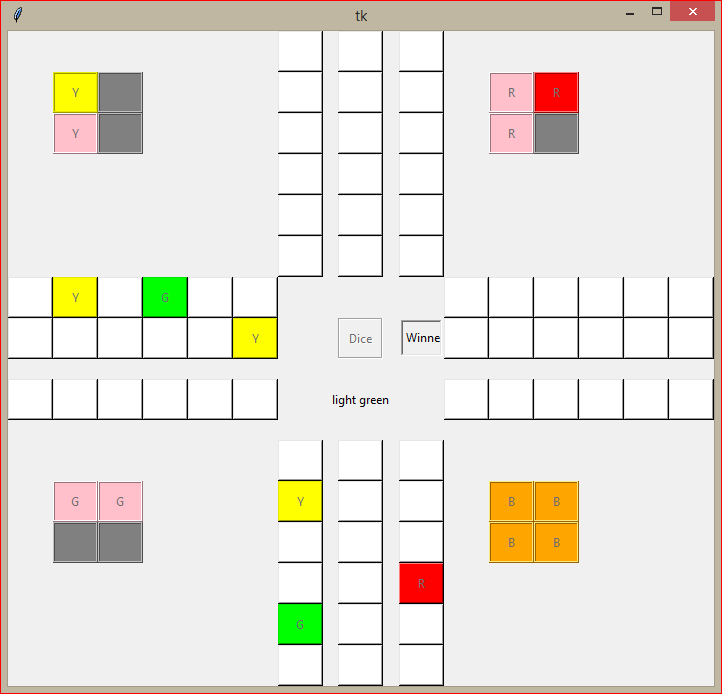 tk
Y
R R
Y R
Y G
Y Dice Winne
light green
G G Y B B
B B
R
G